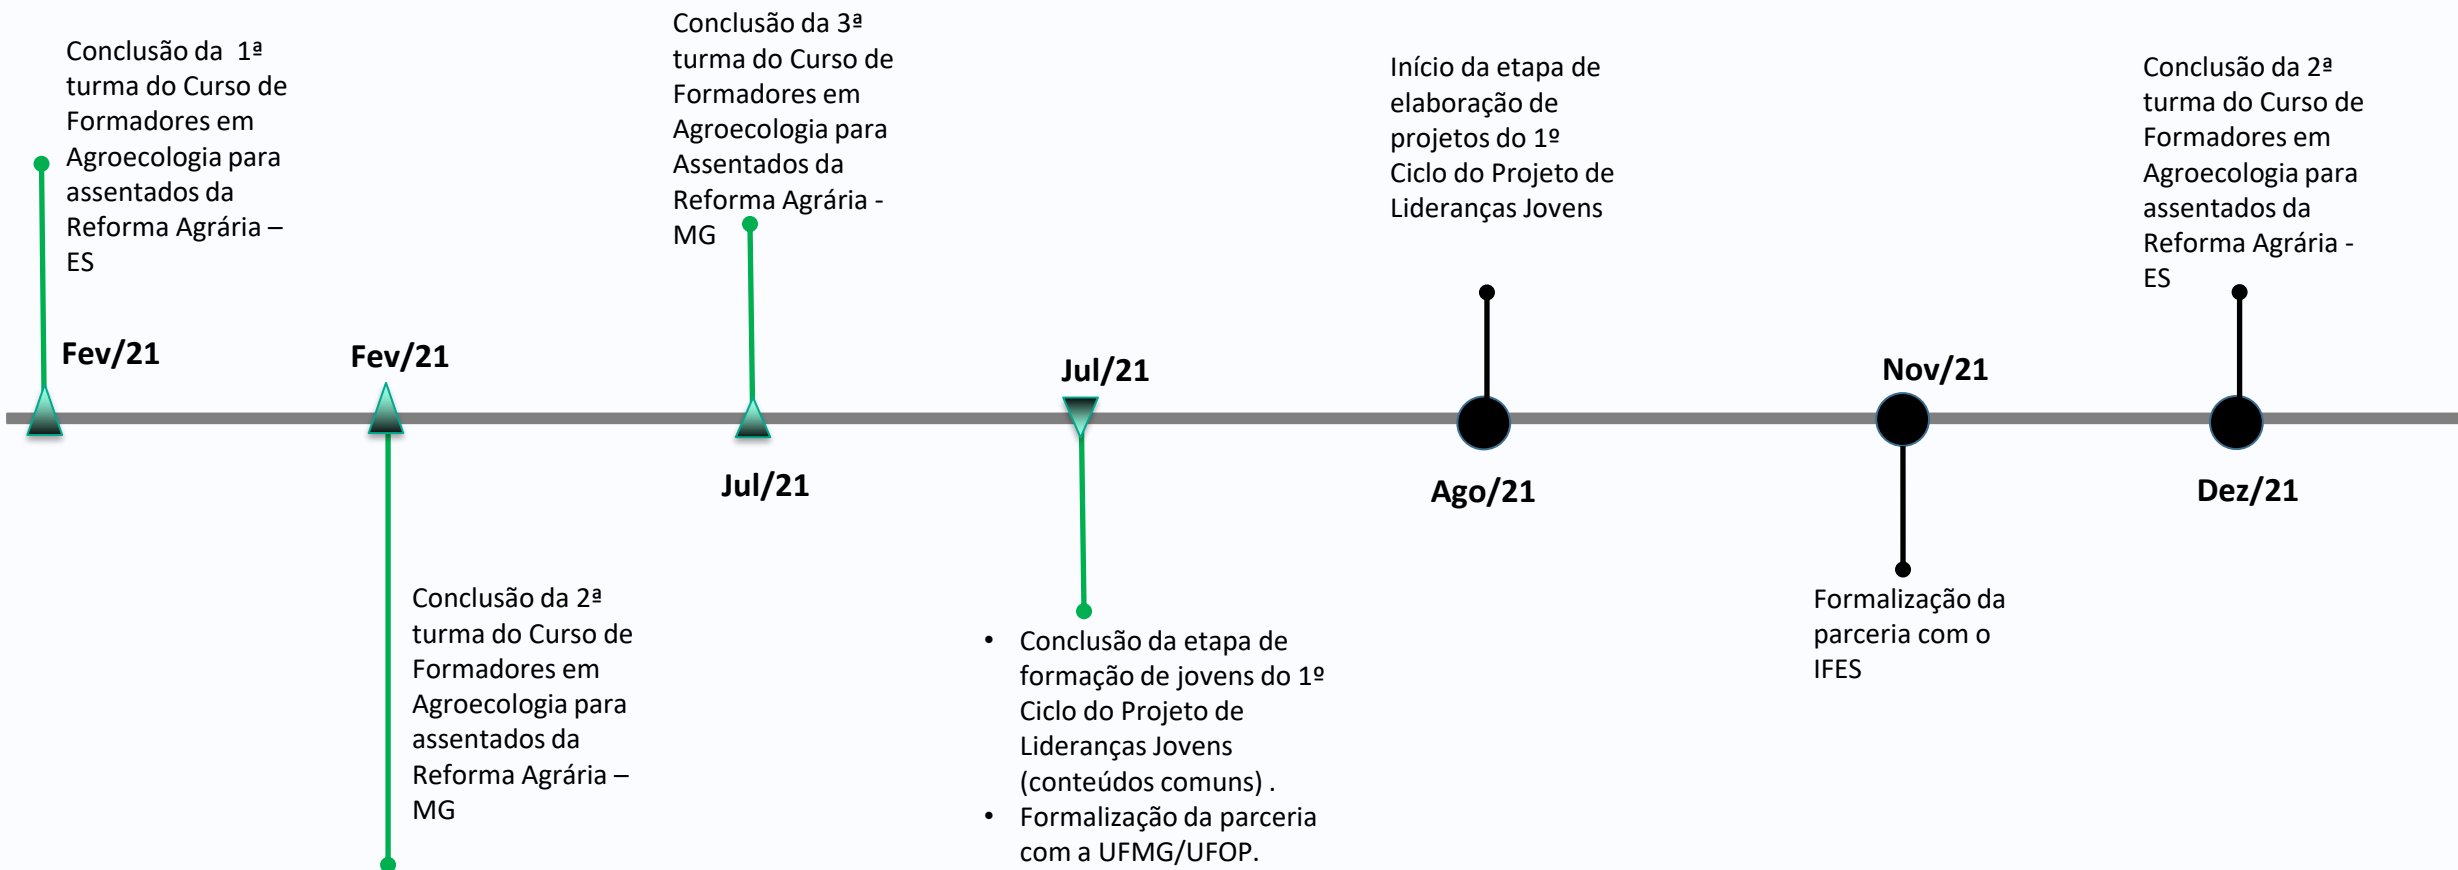 Conclusão da 1ª
turma do Curso de
Formadores em
Agroecologia para
assentados da
Reforma Agrária –
ES
Fev/21
Fev/21
Conclusão da 2ª
turma do Curso de
Formadores em
Agroecologia para
assentados da
Reforma Agrária –
MG
Conclusão da 3ª
turma do Curso de
Formadores em
Agroecologia para
Assentados da
Reforma Agrária -
MG
Jul/21
Jul/21
• Conclusão da etapa de
formação de jovens do 1º
Ciclo do Projeto de
Lideranças Jovens
(conteúdos comuns) .
• Formalização da parceria
com a UFMG/UFOP.
Início da etapa de
elaboração de
projetos do 1º
Ciclo do Projeto de
Lideranças Jovens
Ago/21
Nov/21
Formalização da
parceria com o
IFES
Conclusão da 2ª
turma do Curso de
Formadores em
Agroecologia para
assentados da
Reforma Agrária -
ES
Dez/21